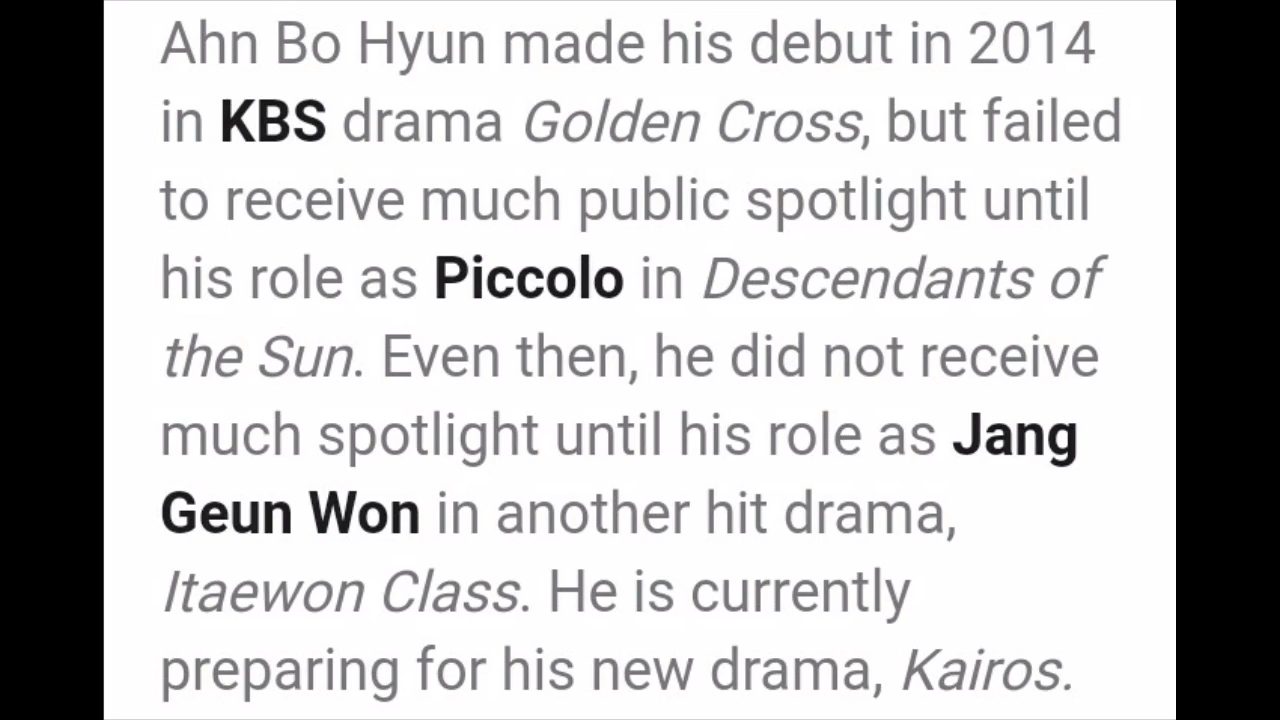 Ahn Bo Hyun made his debut in 2014
in KBS drama Golden Cross, but failed
to receive much public spotlight until
his role as Piccolo in Descendants of
the Sun. Even then, he did not receive
much spotlight until his role as Jang
Geun Won in another hit drama,
Itaewon Class. He is currently
preparing for his new drama, Kairos.